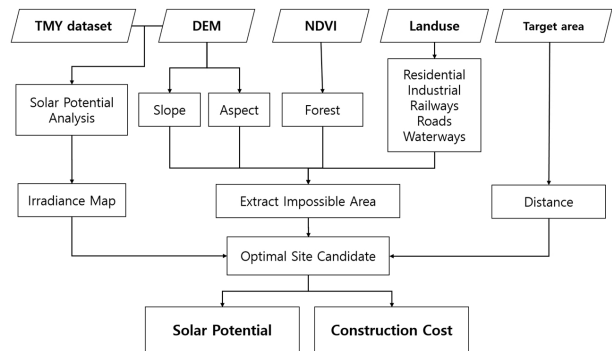 TMY dataset
DEM
NDVI
Landuse
Target area
Solar Potential
Analysis
Slope
Aspect
Forest
Residential
Industrial
Railways
Roads
Waterways
Irradiance Map
Extract Impossible Area
Distance
Optimal Site Candidate
Solar Potential
Construction Cost